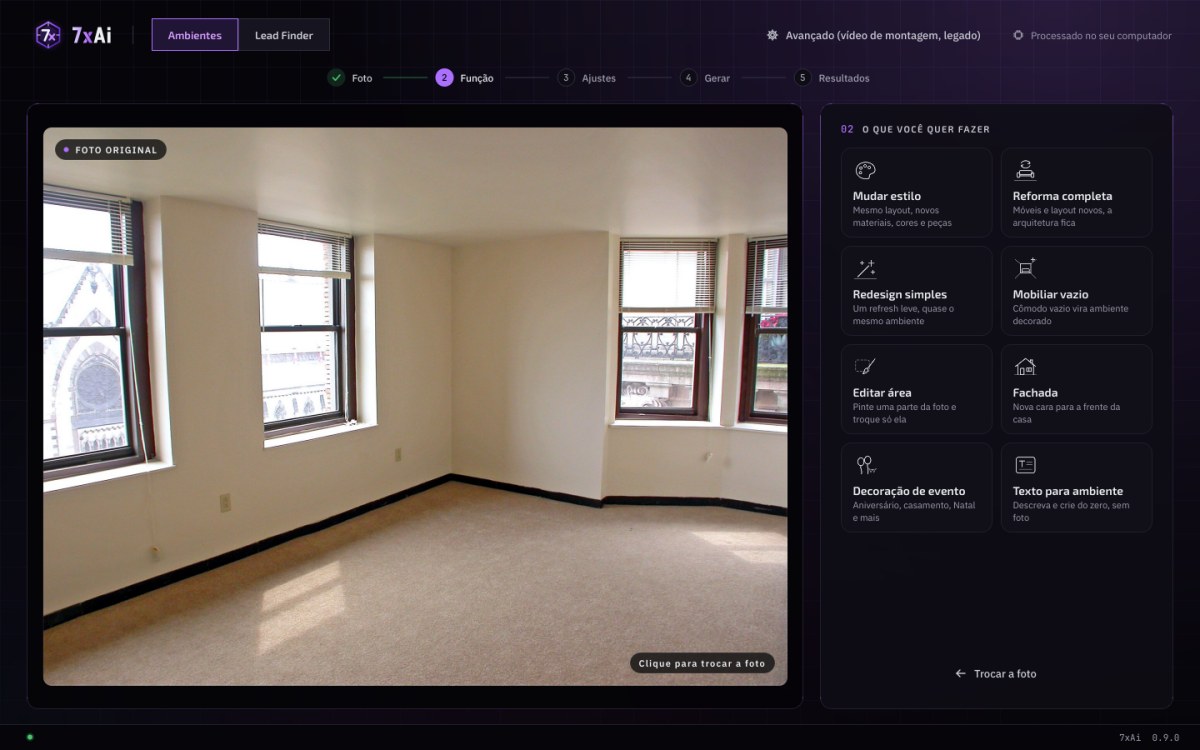 7x 7xAi
Ambientes
Lead Finder
Avançado (vídeo de montagem, legado)
Processado no seu computador
Foto
2 Função
3 Ajustes
4 Gerar
5 Resultados
FOTO ORIGINAL
Clique para trocar a foto
02 O QUE VOCÊ QUER FAZER
Mudar estilo
Mesmo layout, novos
materiais, cores e peças
Reforma completa
Móveis e layout novos, a
arquitetura fica
Redesign simples
Um refresh leve, quase o
mesmo ambiente
Mobiliar vazio
Cômodo vazio vira ambiente
decorado
Editar área
Pinte uma parte da foto e
troque só ela
Fachada
Nova cara para a frente da
casa
Decoração de evento
Aniversário, casamento, Natal
e mais
T
Texto para ambiente
Descreva e crie do zero, sem
foto
← Trocar a foto
7xAi 0.9.0